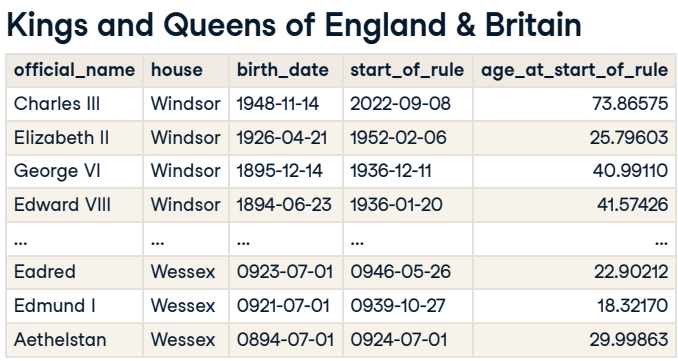 Kings and Queens of England & Britain
official_name house birth_date start_of_rule age_at_start_of_rule
Charles III Windsor 1948-11-14 2022-09-08 73.86575
Elizabeth II Windsor 1926-04-21 1952-02-06 25.79603
George VI Windsor 1895-12-14 1936-12-11 40.99110
Edward VIII Windsor 1894-06-23 1936-01-20 41.57426
... ... ... ... ...
Eadred Wessex 0923-07-01 0946-05-26 22.90212
Edmund I Wessex 0921-07-01 0939-10-27 18.32170
Aethelstan Wessex 0894-07-01 0924-07-01 29.99863